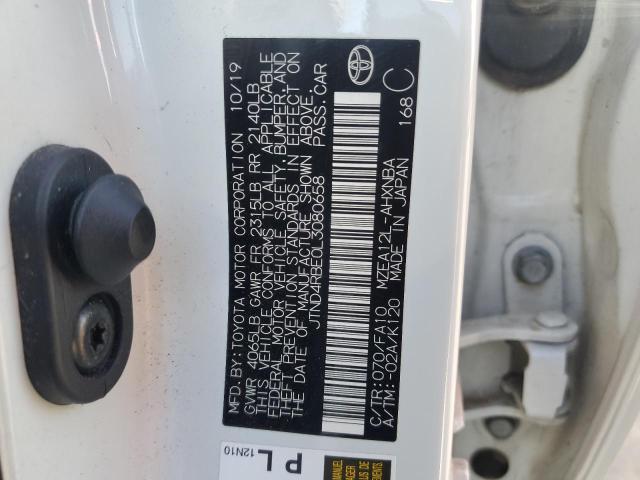 MFD. BY: TOYOTA MOTOR CORPORATION 10/19
GVWR 4065LB GAWR FR 2315LB RR 2140LB
THIS VEHICLE CONFORMS TO ALL APPLICABLE
FEDERAL MOTOR VEHICLE SAFETY, BUMPER, AND
THEFT PREVENTION STANDARDS IN EFFECT ON
THE DATE OF MANUFACTURE SHOWN ABOVE.
JTND4RBE0L3080658 PASS. CAR
C/TR:070/EA10 MZEA12L-AHXNBA
A/TM:-02A/K120 MADE IN JAPAN 168 C
P L
12N10